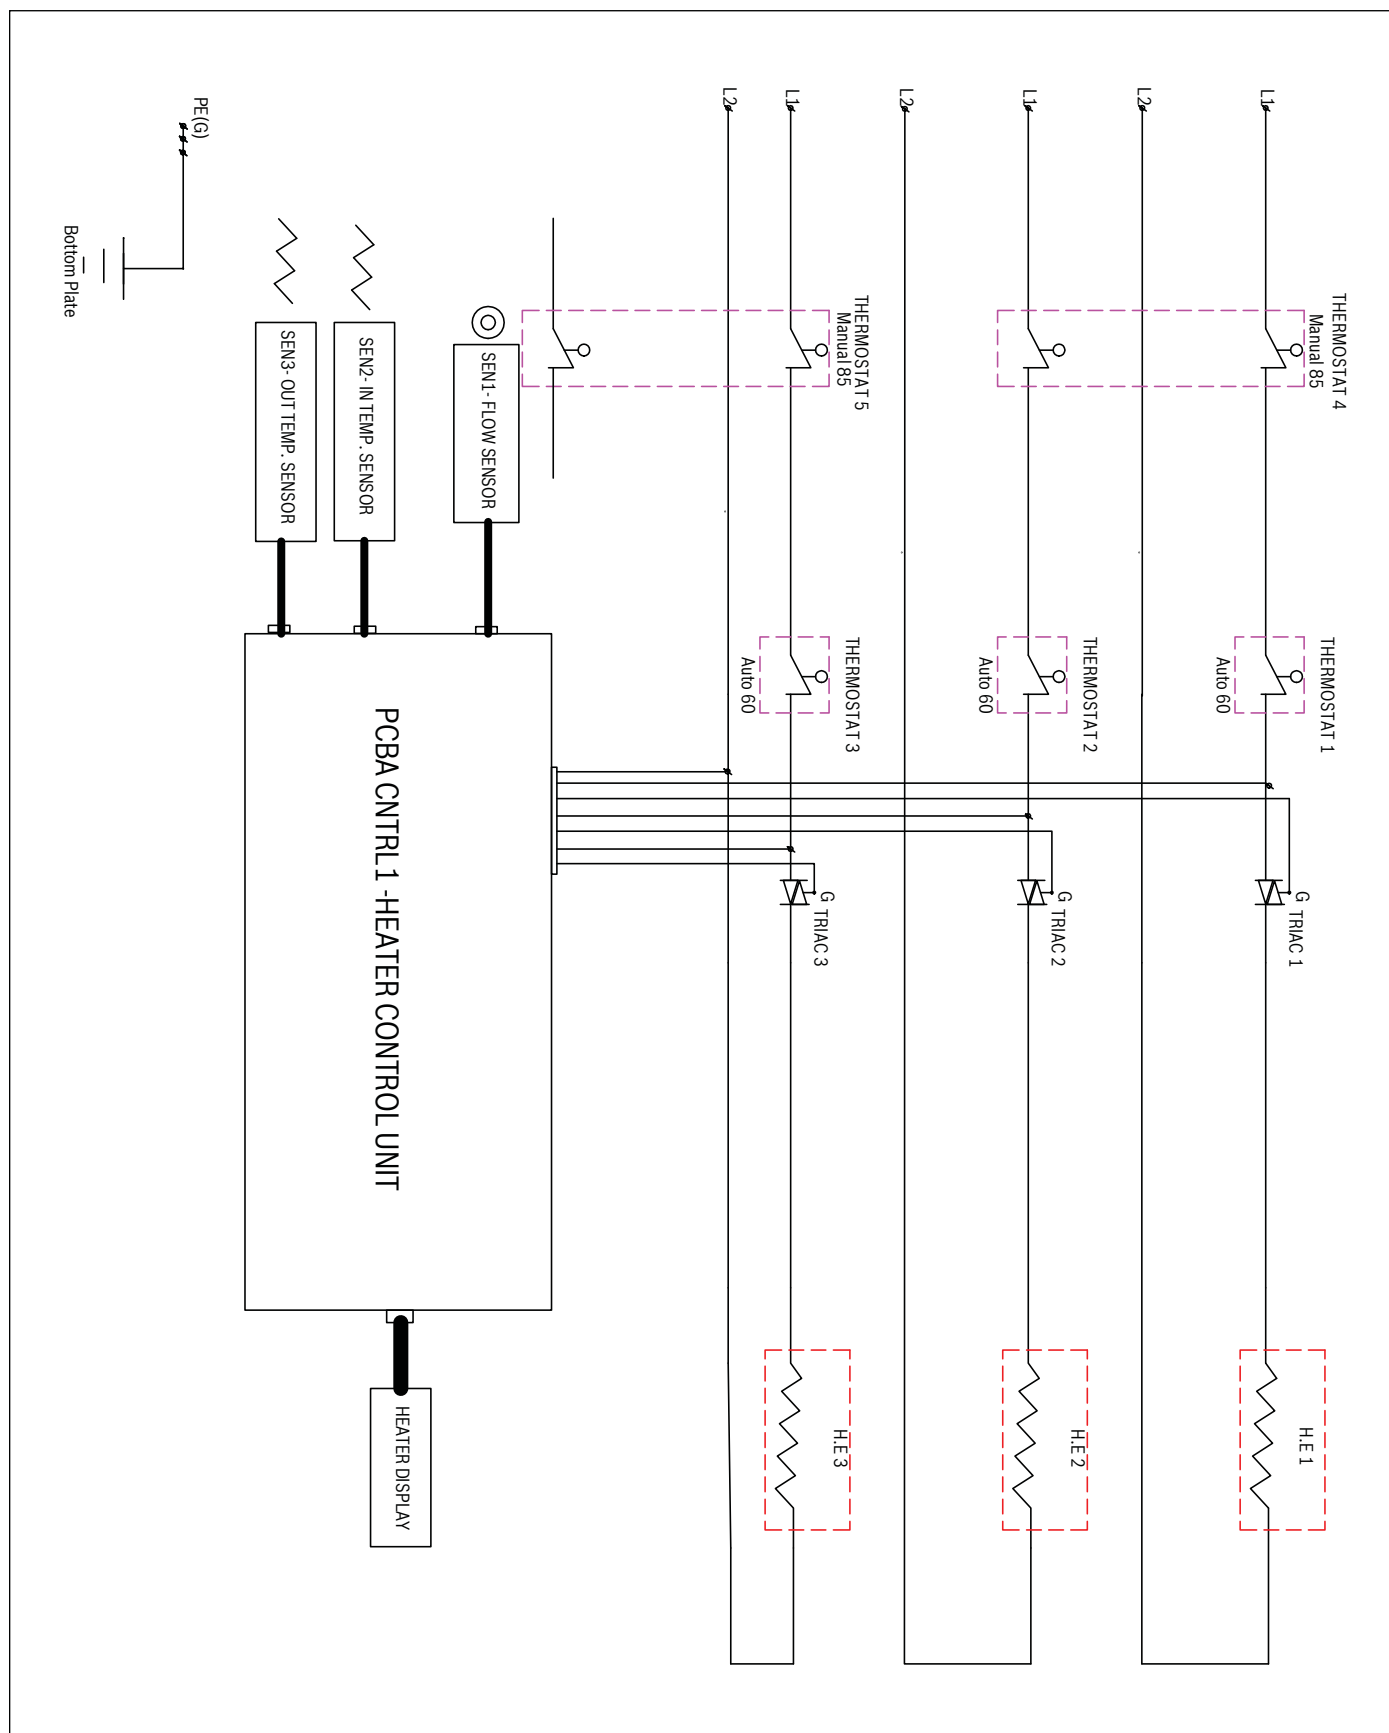 L1
THERMOSTAT 4
Manual 85
THERMOSTAT 1
Auto 60
G
TRIAC 1
H.E 1
L2
L1
THERMOSTAT 2
Auto 60
G
TRIAC 2
H.E 2
L2
L1
THERMOSTAT 5
Manual 85
THERMOSTAT 3
Auto 60
G
TRIAC 3
H.E 3
L2
SEN1- FLOW SENSOR
SEN2- IN TEMP. SENSOR
SEN3- OUT TEMP. SENSOR
PCBA CNTRL1 -HEATER CONTROL UNIT
HEATER DISPLAY
PE(G)
Bottom Plate